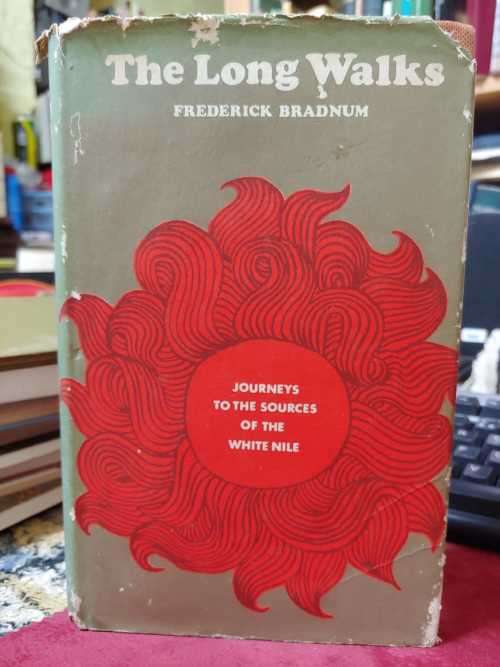 The Long Walks
FREDERICK BRADNUM
JOURNEYS
TO THE SOURCES
OF THE
WHITE NILE